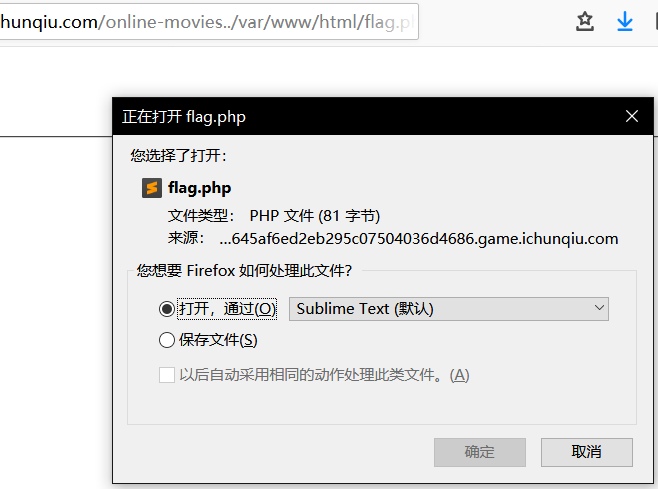 hunqiu.com/online-movies../var/www/html/flag.p
正在打开 flag.php
您选择了打开:
flag.php
文件类型: PHP 文件 (81 字节)
来源: ...645af6ed2eb295c07504036d4686.game.ichunqiu.com
您想要 Firefox 如何处理此文件?
打开，通过(O) Sublime Text (默认)
保存文件(S)
以后自动采用相同的动作处理此类文件。(A)
确定 取消